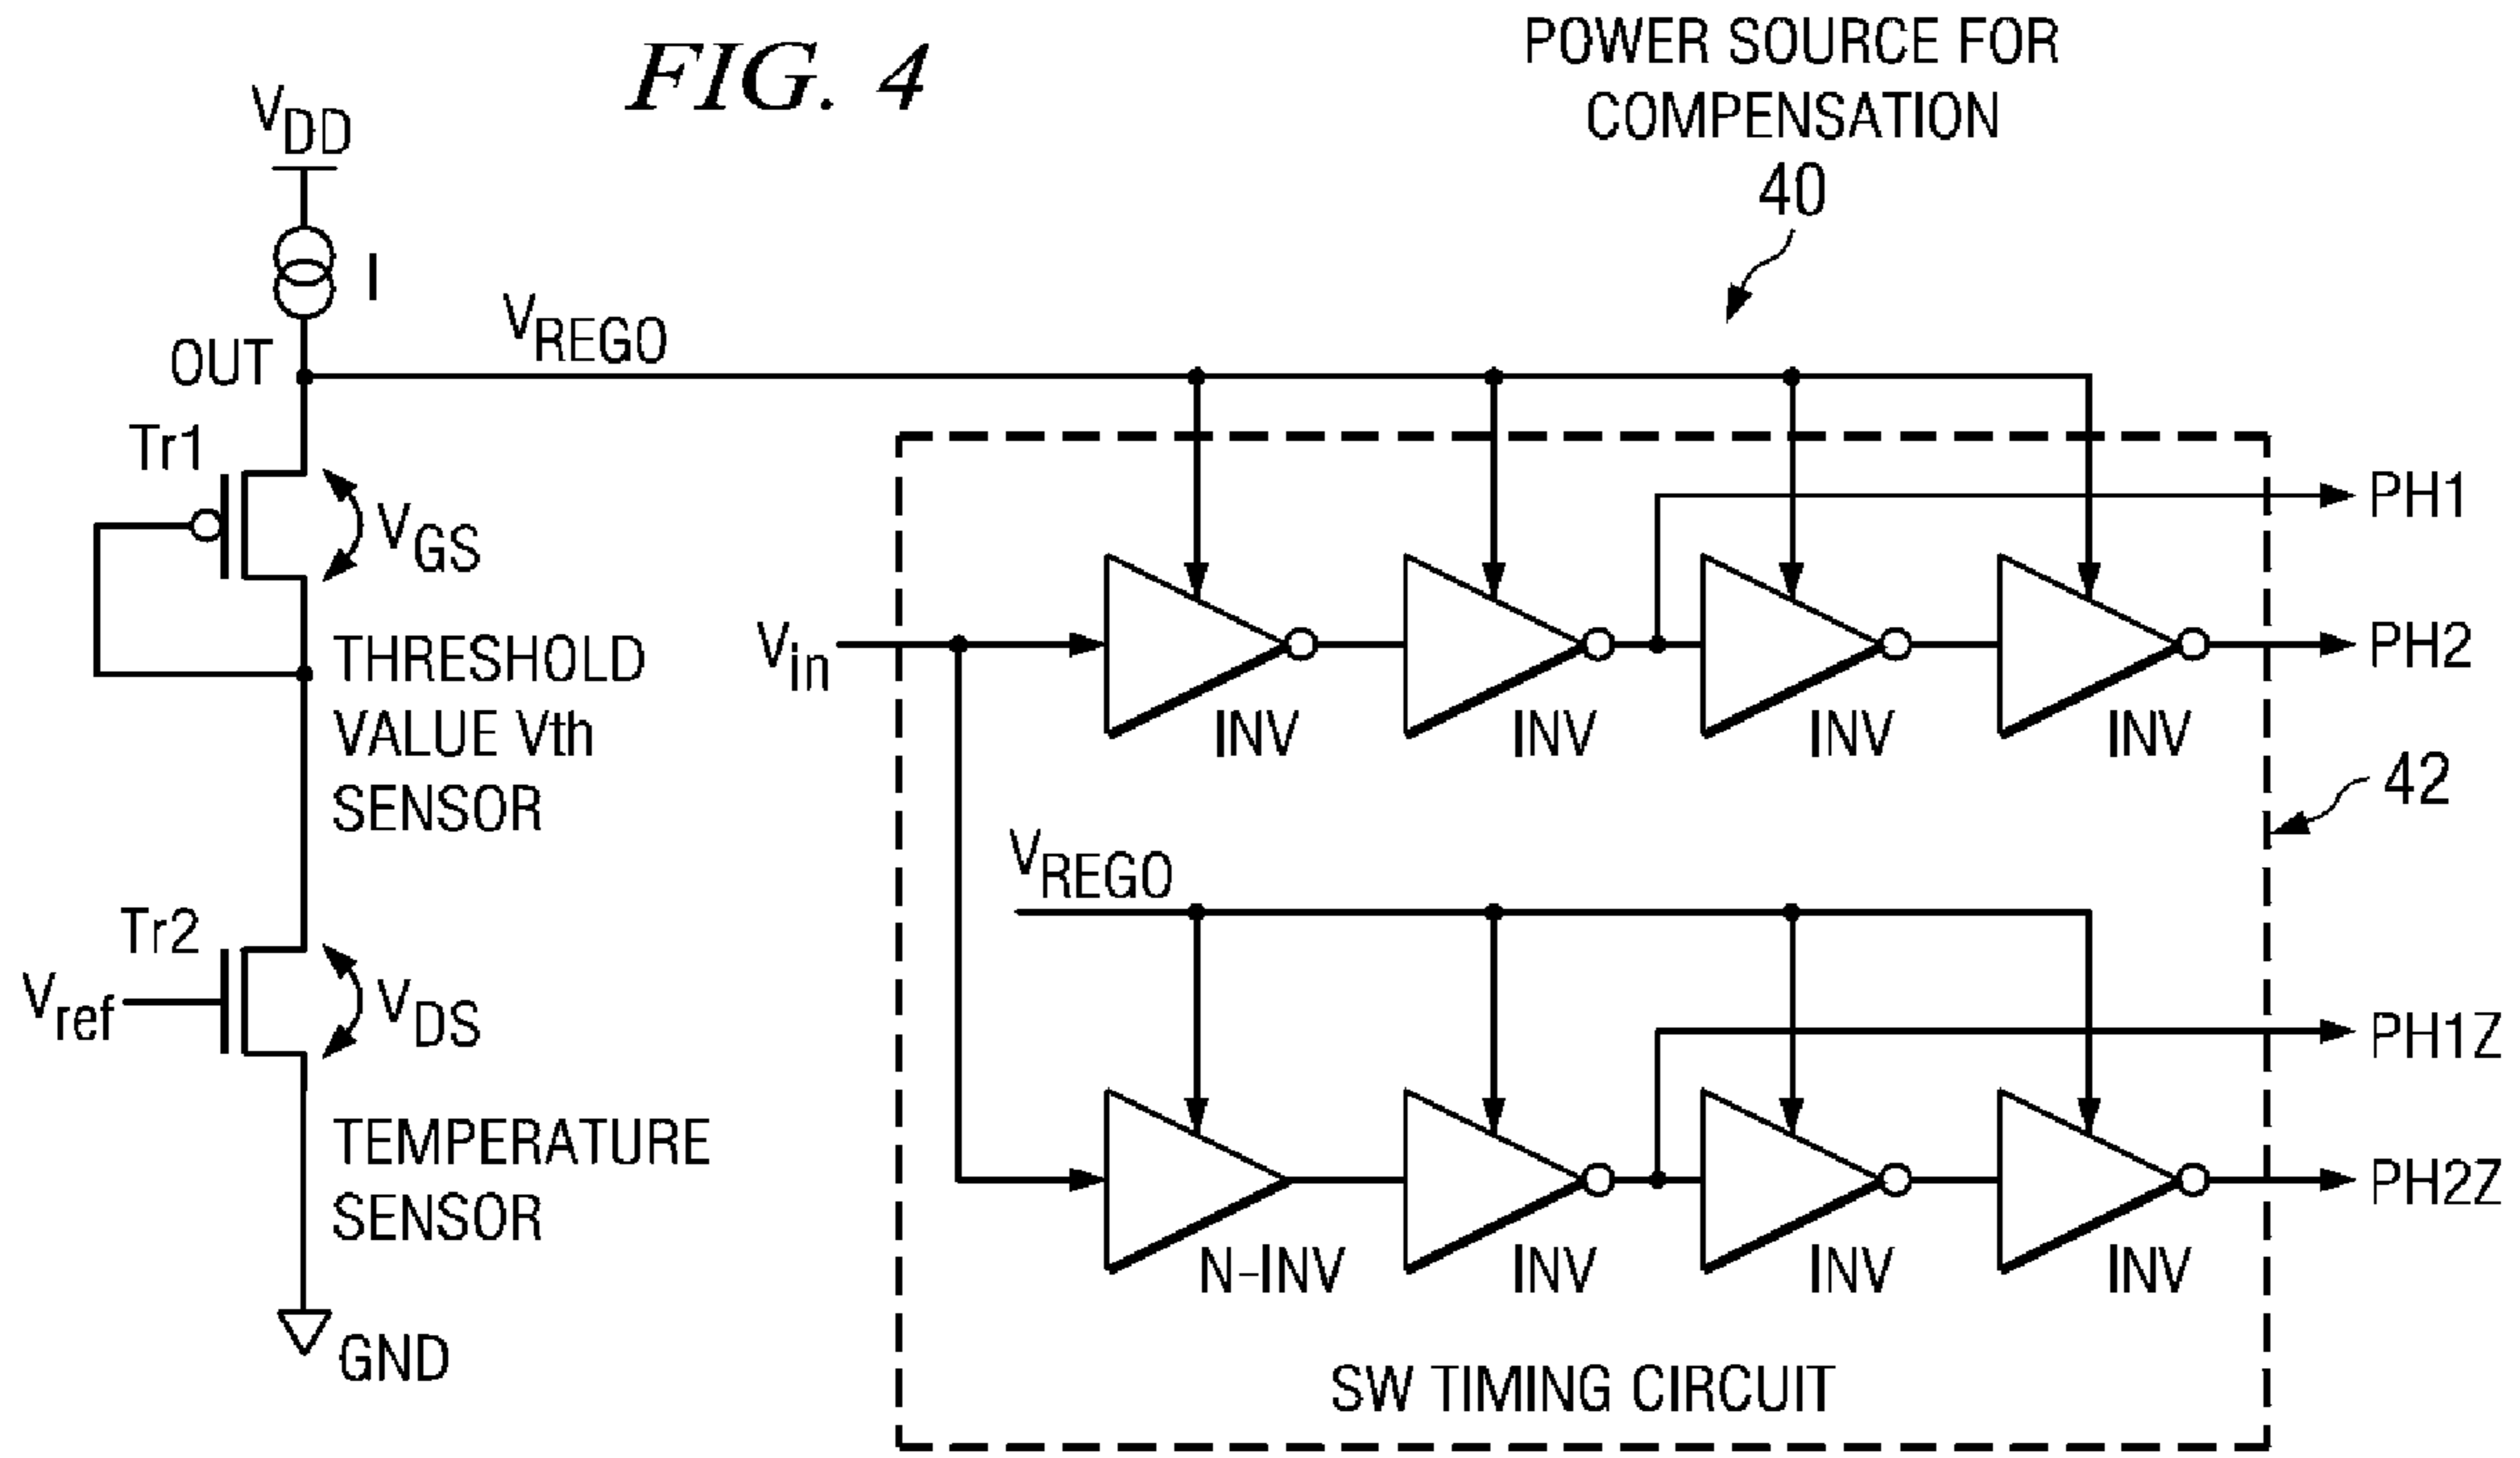 FIG. 4
POWER SOURCE FOR
COMPENSATION
40
VDD
I
OUT
VREGO
Tr1
VGS
THRESHOLD
VALUE Vth
SENSOR
Tr2
Vref
VDS
TEMPERATURE
SENSOR
GND
PH1
Vin
PH2
INV
INV
INV
INV
42
VREGO
PH1Z
PH2Z
N-INV
INV
INV
INV
SW TIMING CIRCUIT